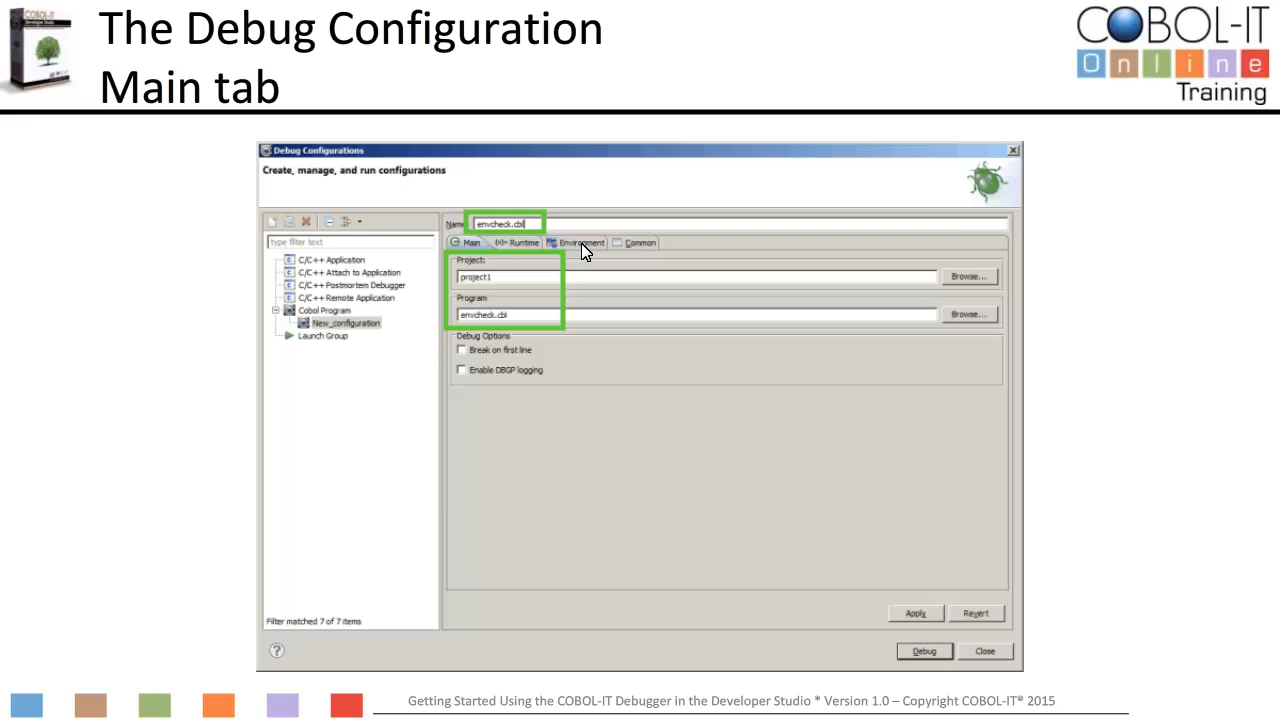 The Debug Configuration
Main tab
COBOL-IT
Developer Studio
COBOL-IT
Online
Training
Debug Configurations
Create, manage, and run configurations
type filter text
C/C++ Application
C/C++ Attach to Application
C/C++ Postmortem Debugger
C/C++ Remote Application
Cobol Program
New_configuration
Launch Group
Filter matched 7 of 7 items
Name: envcheck.cbl
Main Runtime Environment Common
Project:
project1 Browse...
Program
envcheck.cbl Browse...
Debug Options
Break on first line
Enable DBGP logging
Apply Revert
? Debug Close
Getting Started Using the COBOL-IT Debugger in the Developer Studio * Version 1.0 – Copyright COBOL-IT® 2015